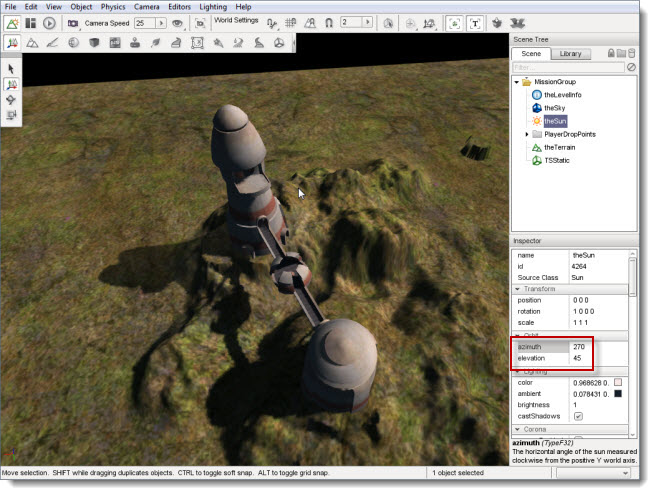 File Edit View Object Physics Camera Editors Lighting Help
Camera Speed 25 World Settings 2
Scene Tree
Scene Library
Filter...
MissionGroup
theLevelInfo
theSky
theSun
PlayerDropPoints
theTerrain
TSStatic
Inspector
name theSun
id 4264
Source Class Sun
Transform
position 0 0 0
rotation 1 0 0 0
scale 1 1 1
Orbit
azimuth 270
elevation 45
Lighting
color 0.968628 0.
ambient 0.078431 0.
brightness 1
castShadows
Corona
azimuth (TypeF32)
The horizontal angle of the sun measured
clockwise from the positive Y world axis.
Move selection. SHIFT while dragging duplicates objects. CTRL to toggle soft snap. ALT to toggle grid snap. 1 object selected